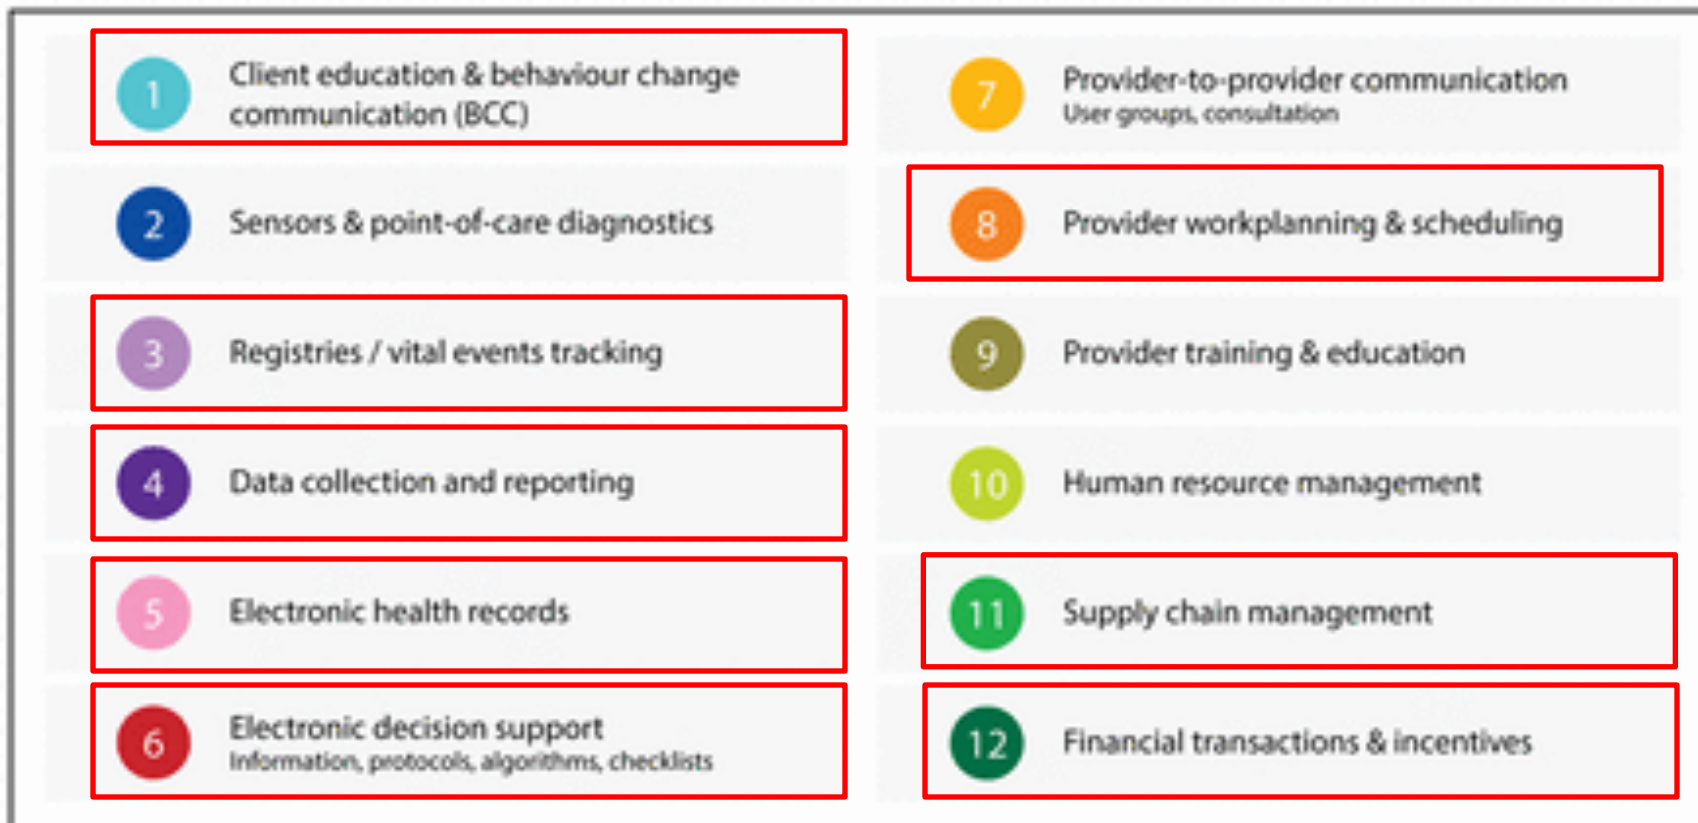 1
Client education & behaviour change
communication (BCC)
2
Sensors & point-of-care diagnostics
3
Registries / vital events tracking
4
Data collection and reporting
5
Electronic health records
6
Electronic decision support
Information, protocols, algorithms, checklists
7
Provider-to-provider communication
User groups, consultation
8
Provider workplanning & scheduling
9
Provider training & education
10
Human resource management
11
Supply chain management
12
Financial transactions & incentives